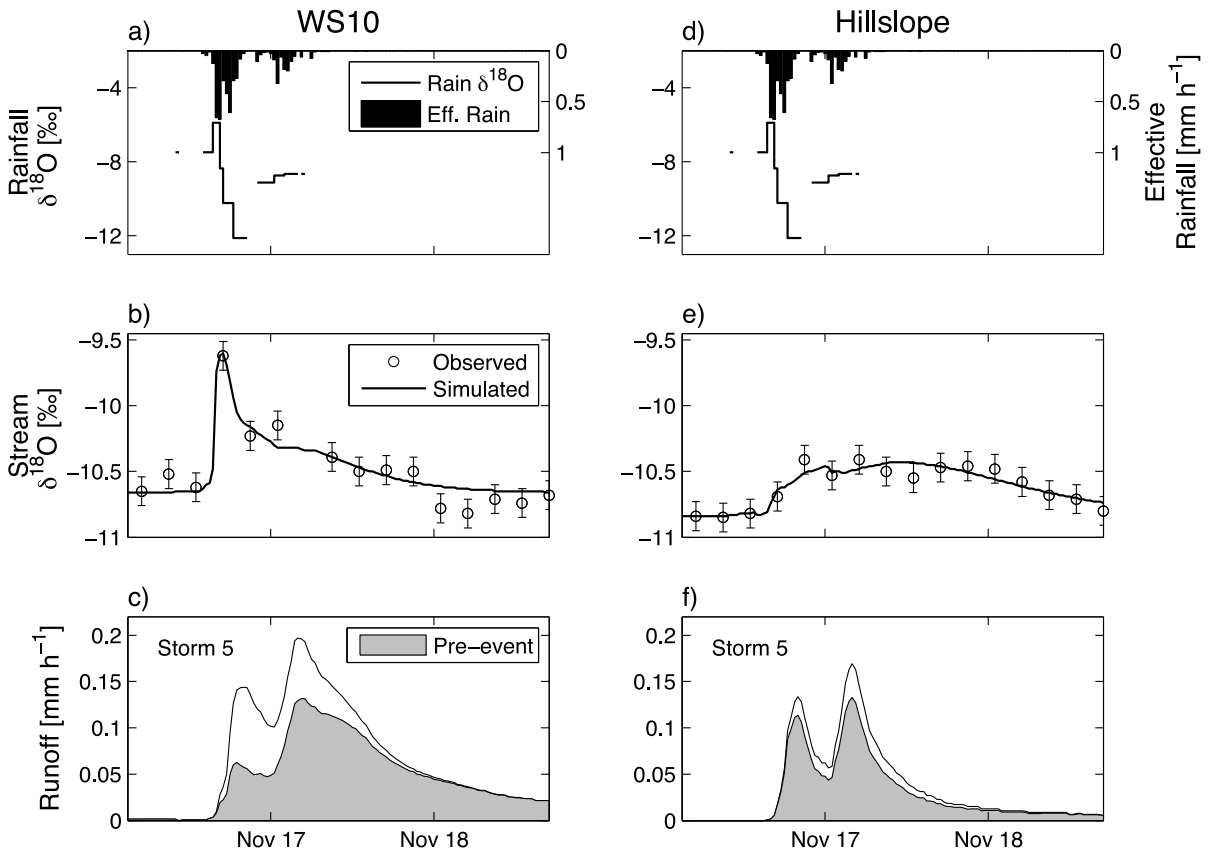 WS10
Hillslope
a)
−4
−8
−12
Rainfall
δ¹⁸O [‰]
Rain δ¹⁸O
Eff. Rain
0
0.5
1
d)
−4
−8
−12
0
0.5
1
Effective
Rainfall [mm h⁻¹]
b)
−9.5
−10
−10.5
−11
Stream
δ¹⁸O [‰]
Observed
Simulated
e)
−9.5
−10
−10.5
−11
c)
0.2
0.15
0.1
0.05
0
Runoff [mm h⁻¹]
Storm 5
Pre−event
Nov 17
Nov 18
f)
0.2
0.15
0.1
0.05
0
Storm 5
Nov 17
Nov 18